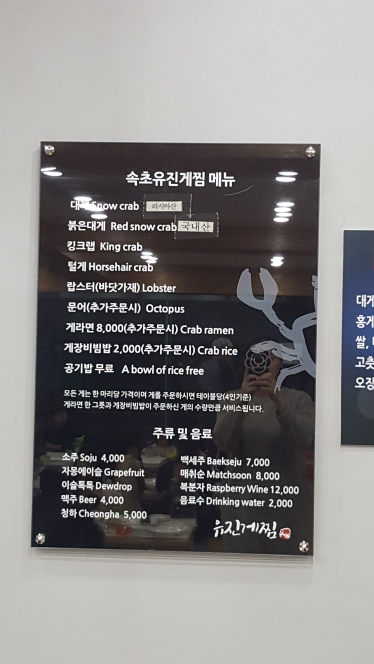 속초유진게찜 메뉴
대게 Snow crab 러시아산
붉은대게 Red snow crab 국내산
킹크랩 King crab
털게 Horsehair crab
랍스터(바닷가재) Lobster
문어(추가주문시) Octopus
게라면 8,000(추가주문시) Crab ramen
게장비빔밥 2,000(추가주문시) Crab rice
공기밥 무료 A bowl of rice free
모든 게는 한 마리당 가격이며 게를 주문하시면 테이블당(4인기준)
게라면 한 그릇과 게장비빔밥이 주문하신 게의 수량만큼 서비스됩니다.
주류 및 음료
소주 Soju 4,000
자몽에이슬 Grapefruit
이슬톡톡 Dewdrop
맥주 Beer 4,000
청하 Cheongha 5,000
백세주 Baekseju 7,000
매취순 Matchsoon 8,000
복분자 Raspberry Wine 12,000
음료수 Drinking water 2,000
유진게찜
대게
홍게
쌀,
고춧
오징